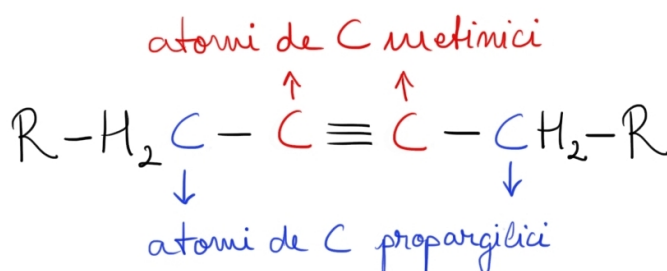 atomi de C metinici
R-H₂C-C≡C-CH₂-R
atomi de C propargilici